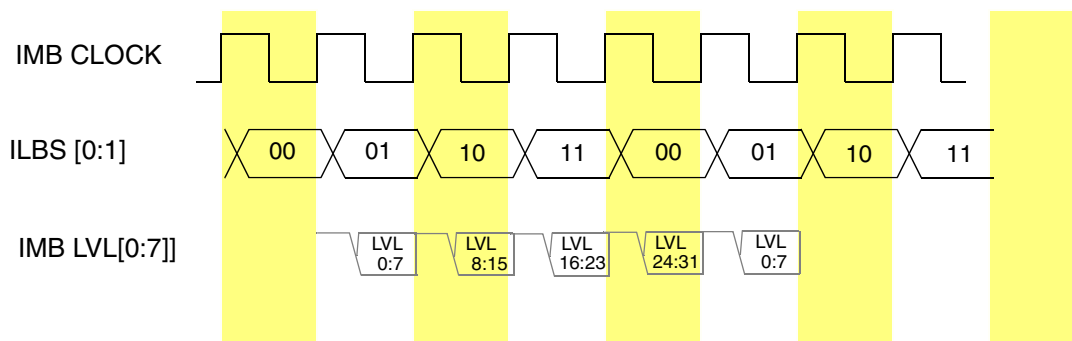 IMB CLOCK
ILBS [0:1]
00 01 10 11 00 01 10 11
IMB LVL[0:7]]
LVL LVL LVL LVL LVL
0:7 8:15 16:23 24:31 0:7